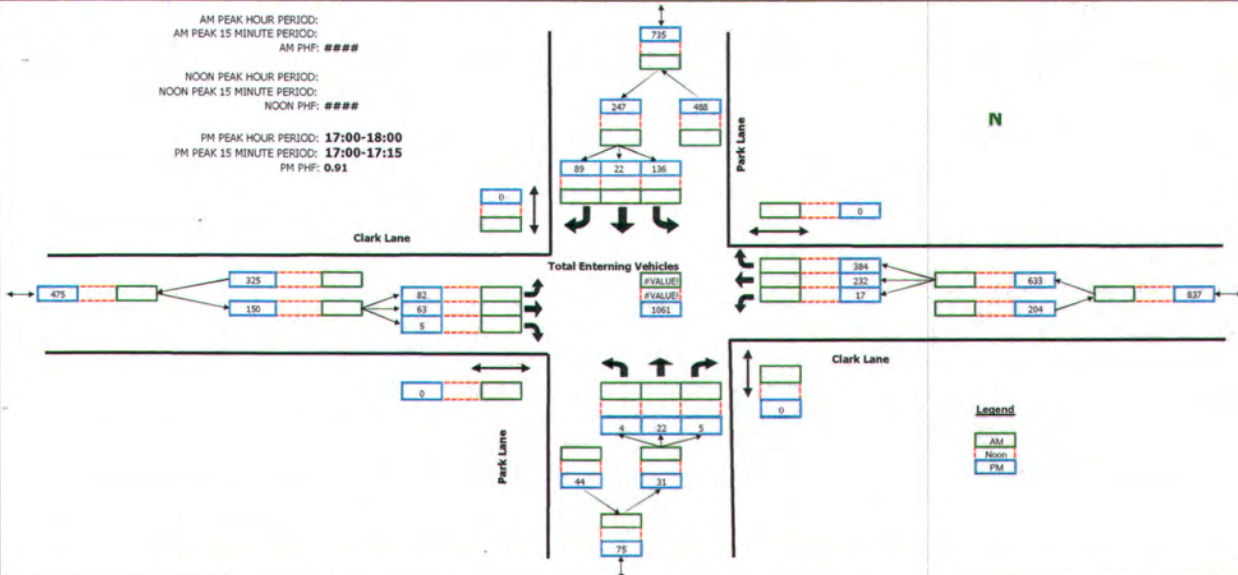 AM PEAK HOUR PERIOD:
AM PEAK 15 MINUTE PERIOD:
AM PHF: ####
NOON PEAK HOUR PERIOD:
NOON PEAK 15 MINUTE PERIOD:
NOON PHF: ####
PM PEAK HOUR PERIOD: 17:00-18:00
PM PEAK 15 MINUTE PERIOD: 17:00-17:15
PM PHF: 0.91
735
247
488
89 22 136
Park Lane
N
0
0
Clark Lane
Total Enterning Vehicles
#VALUE!
#VALUE!
1061
475
325
150
82
63
5
384
232
17
633
204
837
Clark Lane
0
0
4 22 5
44
31
75
Park Lane
Legend
AM
Noon
PM